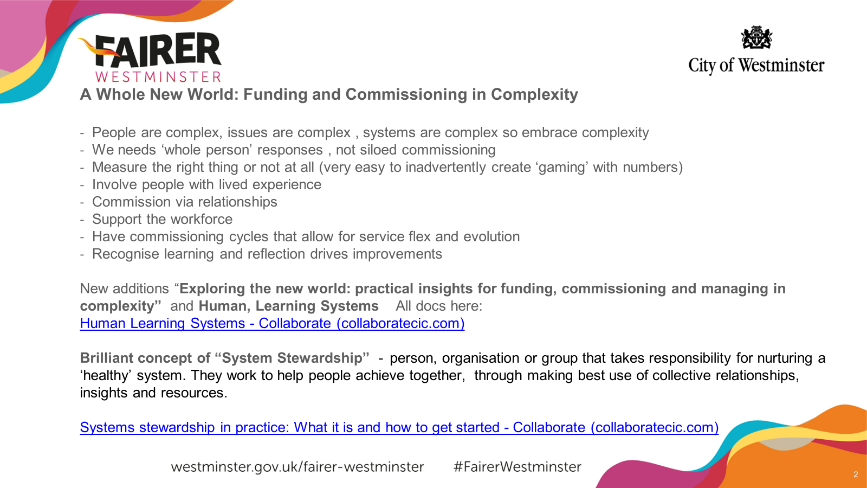 FAIRER
WESTMINSTER
City of Westminster
A Whole New World: Funding and Commissioning in Complexity
- People are complex, issues are complex , systems are complex so embrace complexity
- We needs ‘whole person’ responses , not siloed commissioning
- Measure the right thing or not at all (very easy to inadvertently create ‘gaming’ with numbers)
- Involve people with lived experience
- Commission via relationships
- Support the workforce
- Have commissioning cycles that allow for service flex and evolution
- Recognise learning and reflection drives improvements
New additions “Exploring the new world: practical insights for funding, commissioning and managing in
complexity” and Human, Learning Systems All docs here:
Human Learning Systems - Collaborate (collaboratecic.com)
Brilliant concept of “System Stewardship” - person, organisation or group that takes responsibility for nurturing a
‘healthy’ system. They work to help people achieve together, through making best use of collective relationships,
insights and resources.
Systems stewardship in practice: What it is and how to get started - Collaborate (collaboratecic.com)
westminster.gov.uk/fairer-westminster #FairerWestminster
2